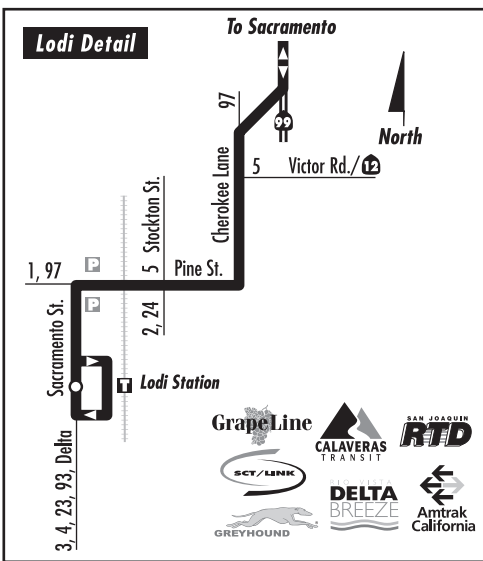 Lodi Detail
To Sacramento
97
99
North
Cherokee Lane
5 Victor Rd./12
5 Stockton St.
1, 97
P
Pine St.
P
2, 24
Sacramento St.
T Lodi Station
3, 4, 23, 93, Delta
GrapeLine
CALAVERAS
TRANSIT
SAN JOAQUIN
RTD
SCT/LINK
RIO VISTA
DELTA
BREEZE
GREYHOUND
Amtrak
California